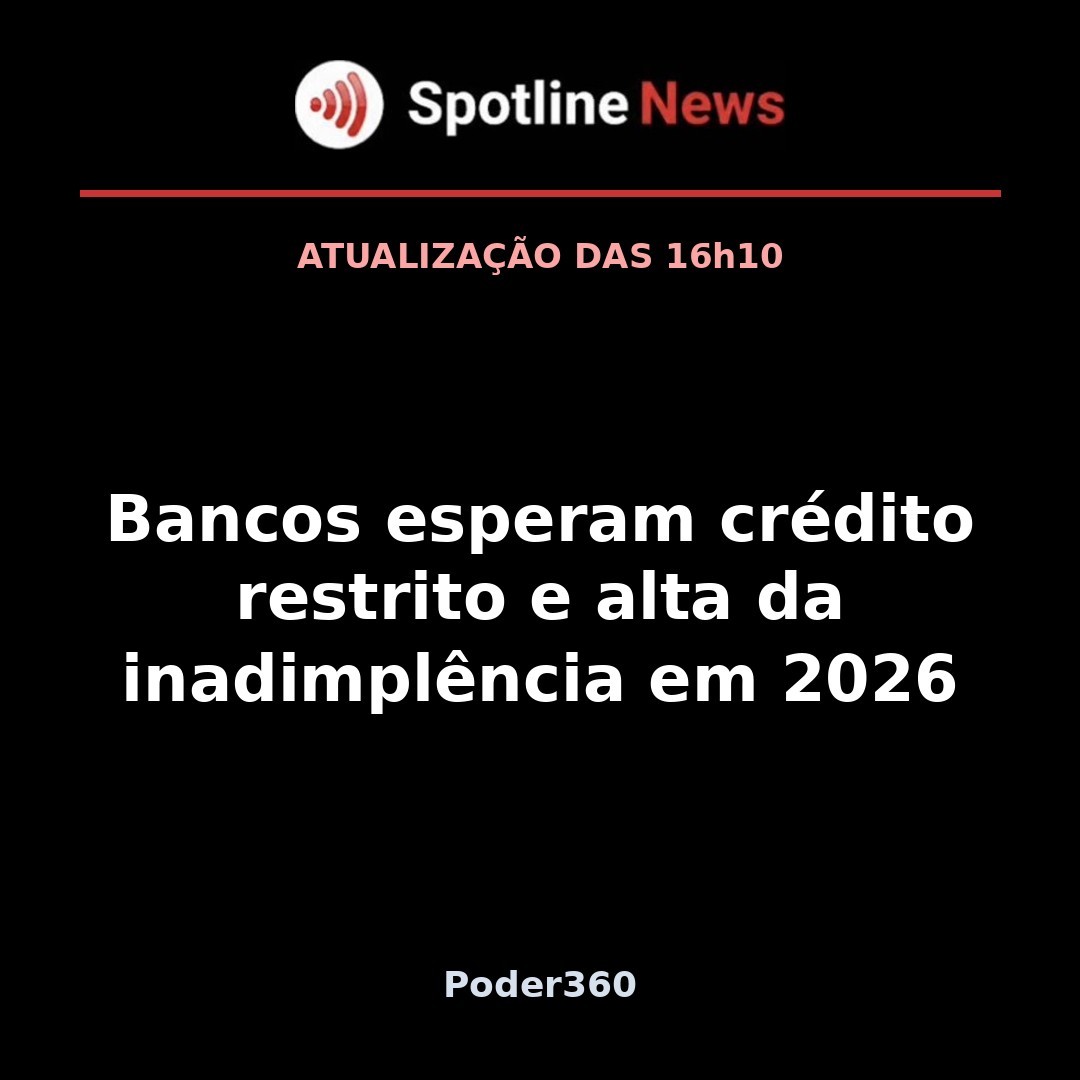 Spotline News
ATUALIZAÇÃO DAS 16h10
Bancos esperam crédito
restrito e alta da
inadimplência em 2026
Poder360